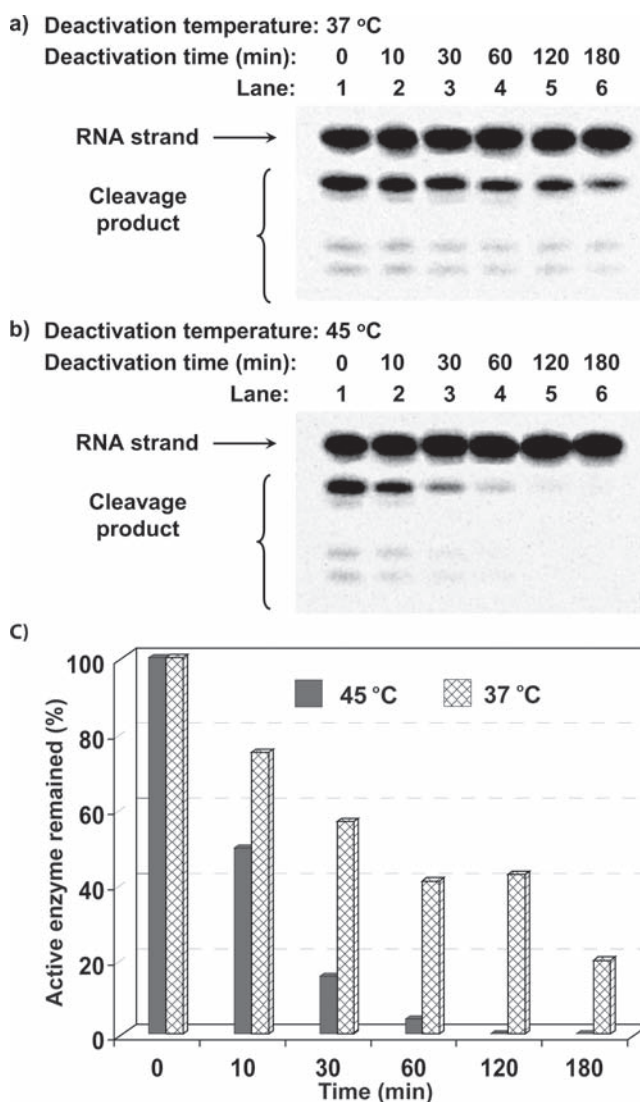 a) Deactivation temperature: 37 °C
Deactivation time (min): 0 10 30 60 120 180
Lane: 1 2 3 4 5 6
RNA strand
Cleavage
product
b) Deactivation temperature: 45 °C
Deactivation time (min): 0 10 30 60 120 180
Lane: 1 2 3 4 5 6
RNA strand
Cleavage
product
C)
100
80
60
40
20
0
Active enzyme remained (%)
45 °C 37 °C
0 10 30 60 120 180
Time (min)